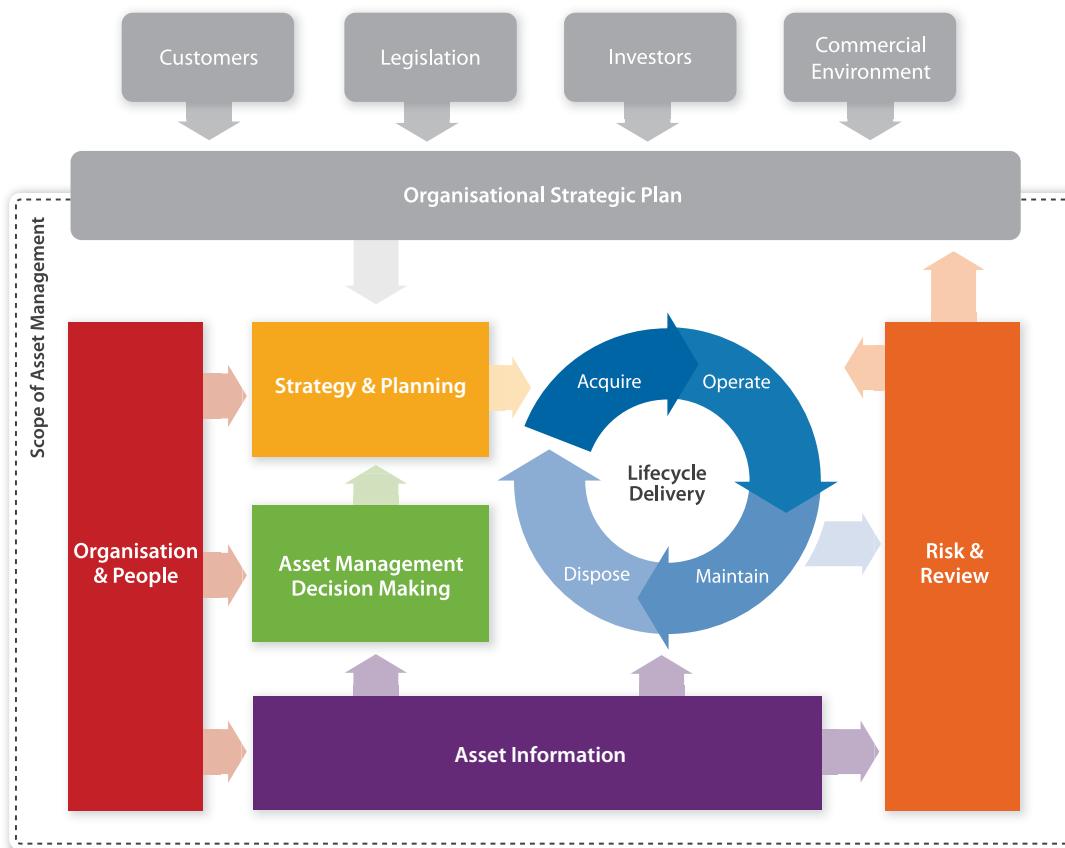 Customers
Legislation
Investors
Commercial
Environment
Organisational Strategic Plan
Scope of Asset Management
Strategy & Planning
Acquire
Operate
Lifecycle
Delivery
Organisation
& People
Asset Management
Decision Making
Dispose
Maintain
Risk &
Review
Asset Information